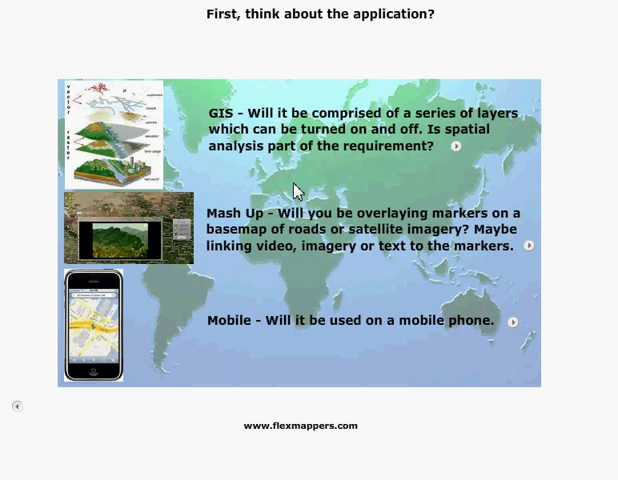 First, think about the application?
vector
raster
GIS - Will it be comprised of a series of layers
which can be turned on and off. Is spatial
analysis part of the requirement?
Mash Up - Will you be overlaying markers on a
basemap of roads or satellite imagery? Maybe
linking video, imagery or text to the markers.
Mobile - Will it be used on a mobile phone.
www.flexmappers.com